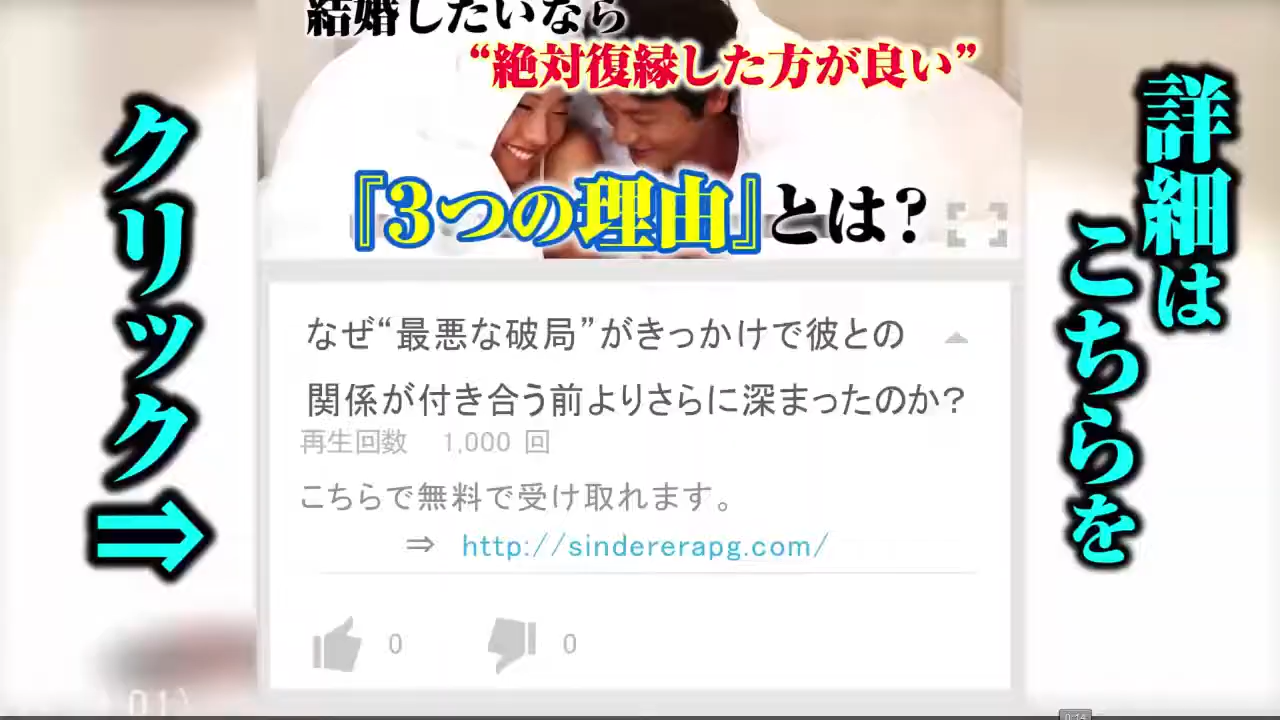 結婚したいなら
“絶対復縁した方が良い”
『3つの理由』とは?
詳細は
こちらを
クリック⇒
なぜ“最悪な破局”がきっかけで彼との
関係が付き合う前よりさらに深まったのか?
再生回数 1,000 回
こちらで無料で受け取れます。
⇒ http://sindererapg.com/
0 0
0:14